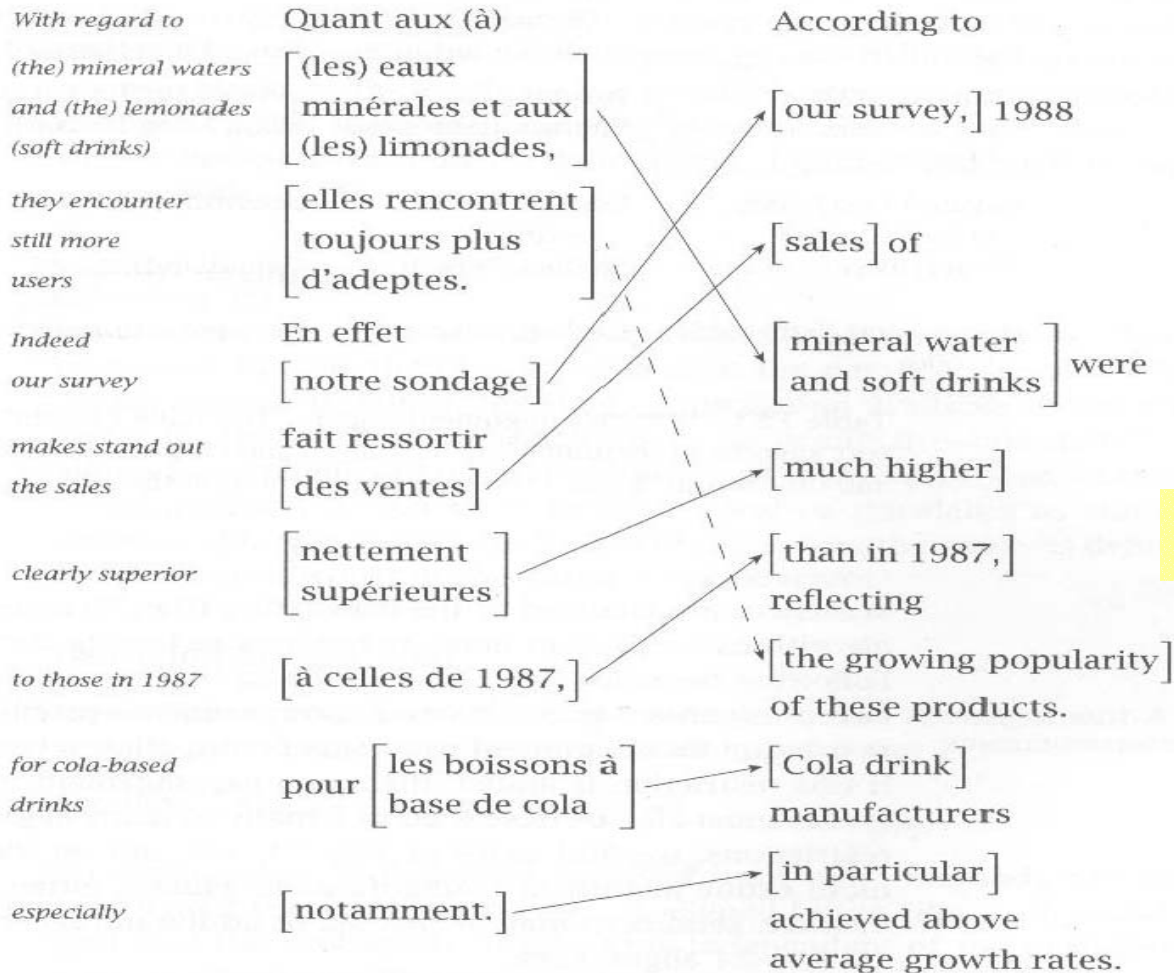 With regard to Quant aux (à) According to
(the) mineral waters [(les) eaux
and (the) lemonades minérales et aux [our survey,] 1988
(soft drinks) (les) limonades,]
they encounter [elles rencontrent
still more toujours plus [sales] of
users d'adeptes.]
Indeed En effet [mineral water
our survey [notre sondage] and soft drinks] were
makes stand out fait ressortir
the sales [des ventes] [much higher]
clearly superior [nettement supérieures] [than in 1987,]
reflecting
to those in 1987 [à celles de 1987,] [the growing popularity]
of these products.
for cola-based pour [les boissons à [Cola drink]
drinks base de cola] manufacturers
especially [notamment.] [in particular]
achieved above
average growth rates.